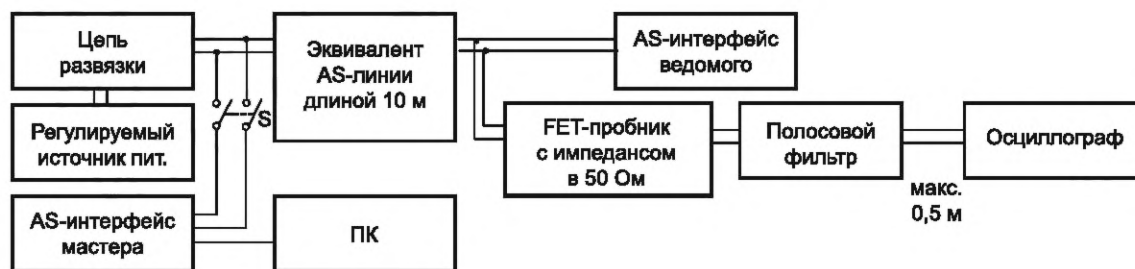 Цепь
развязки
Регулируемый
источник пит.
AS-интерфейс
мастера
S
Эквивалент
AS-линии
длиной 10 м
ПК
AS-интерфейс
ведомого
FET-пробник
с импедансом
в 50 Ом
Полосовой
фильтр
макс.
0,5 м
Осциллограф